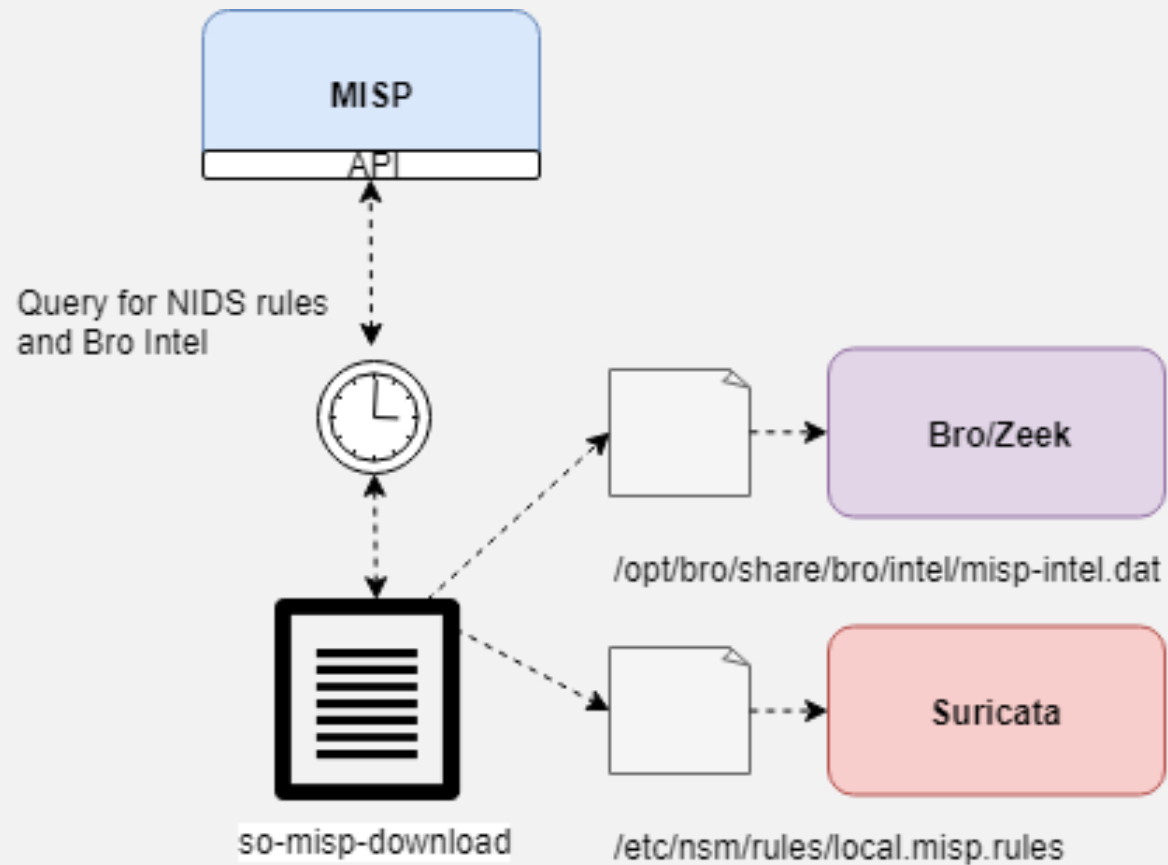 MISP
API
Query for NIDS rules
and Bro Intel
Bro/Zeek
/opt/bro/share/bro/intel/misp-intel.dat
Suricata
so-misp-download
/etc/nsm/rules/local.misp.rules